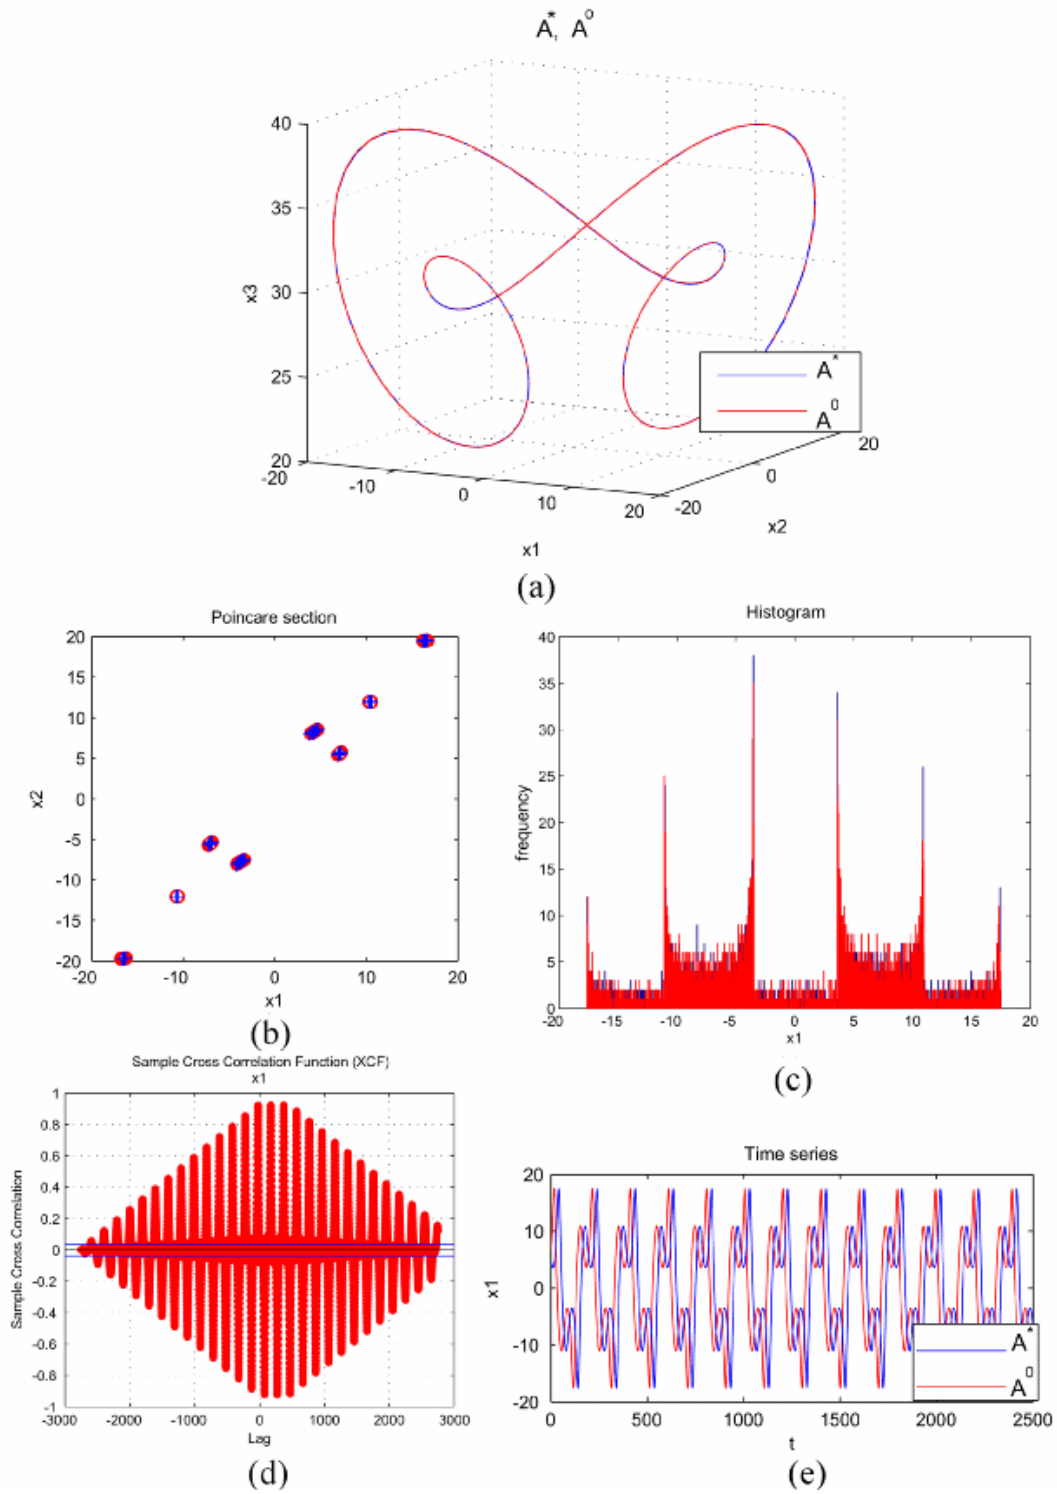 A*, A0
40
35
30
25
20
x3
-20
-10
0
10
20
x1
-20
0
20
x2
A*
A0
(a)
Poincare section
20
15
10
5
0
-5
-10
-15
-20
x2
-20
-10
0
10
20
x1
(b)
Histogram
40
35
30
25
20
15
10
5
0
frequency
-20
-15
-10
-5
0
5
10
15
20
x1
(c)
Sample Cross Correlation Function (XCF)
x1
1
0.8
0.6
0.4
0.2
0
-0.2
-0.4
-0.6
-0.8
-1
Sample Cross Correlation
-3000
-2000
-1000
0
1000
2000
3000
Lag
(d)
Time series
20
10
0
-10
-20
x1
0
500
1000
1500
2000
2500
t
A*
A0
(e)